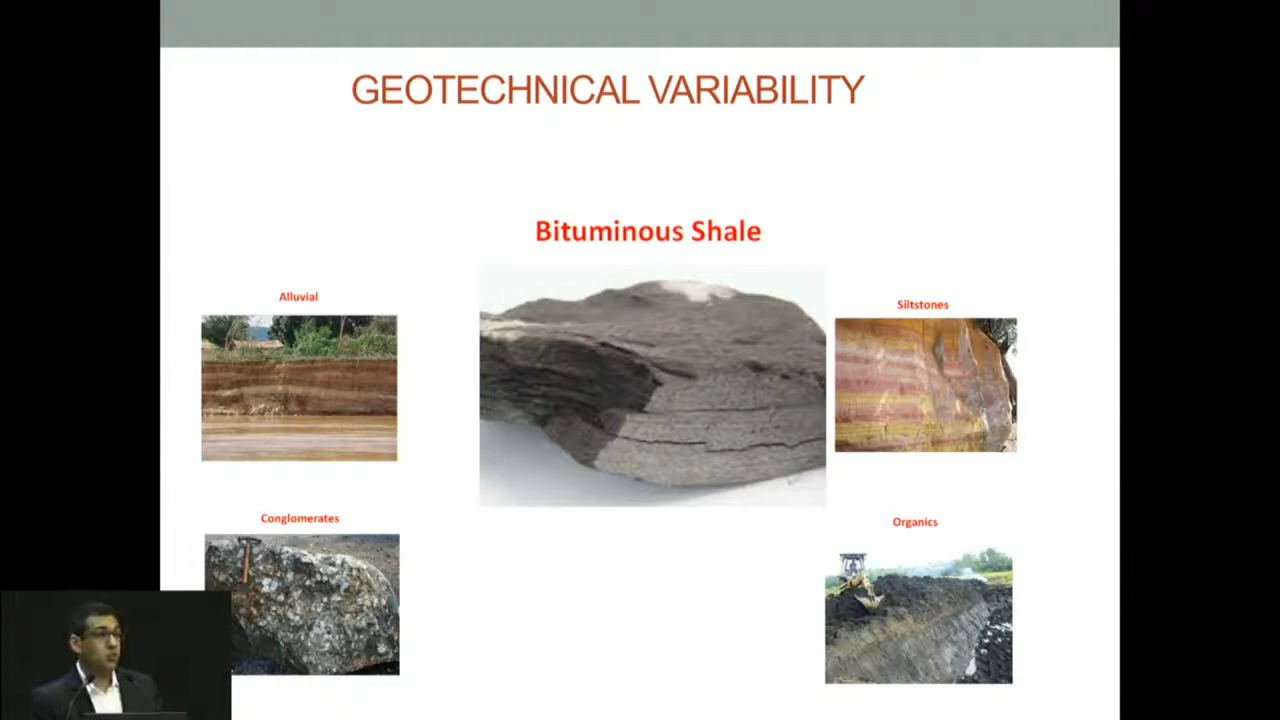 GEOTECHNICAL VARIABILITY
Bituminous Shale
Alluvial
Siltstones
Conglomerates
Organics